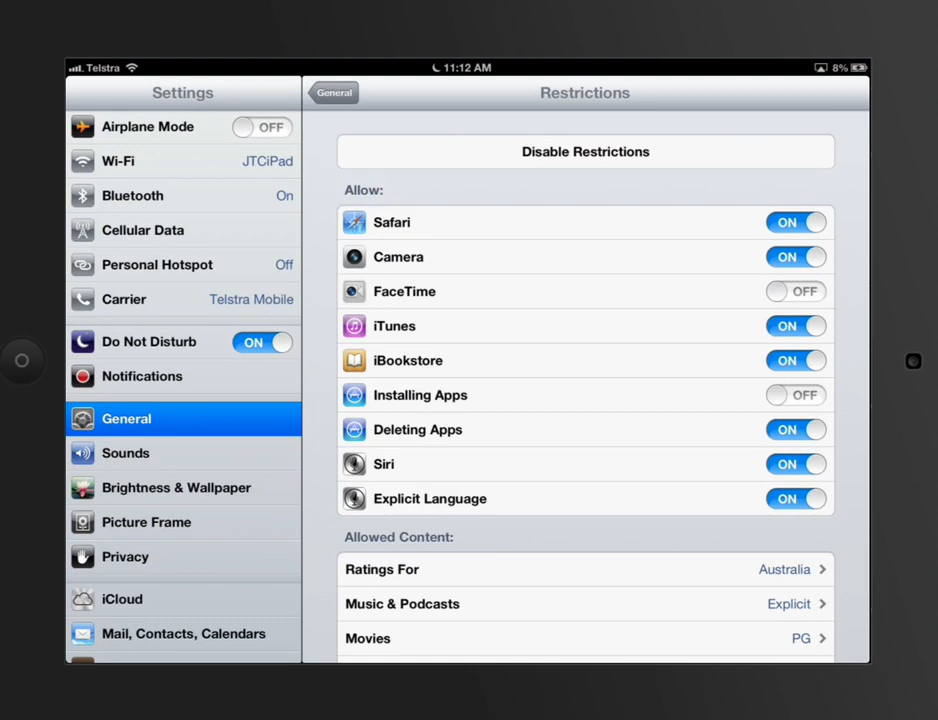 Telstra 11:12 AM 8%
Settings
Airplane Mode OFF
Wi-Fi JTCiPad
Bluetooth On
Cellular Data
Personal Hotspot Off
Carrier Telstra Mobile
Do Not Disturb ON
Notifications
General
Sounds
Brightness & Wallpaper
Picture Frame
Privacy
iCloud
Mail, Contacts, Calendars
General Restrictions
Disable Restrictions
Allow:
Safari ON
Camera ON
FaceTime OFF
iTunes ON
iBookstore ON
Installing Apps OFF
Deleting Apps ON
Siri ON
Explicit Language ON
Allowed Content:
Ratings For Australia
Music & Podcasts Explicit
Movies PG